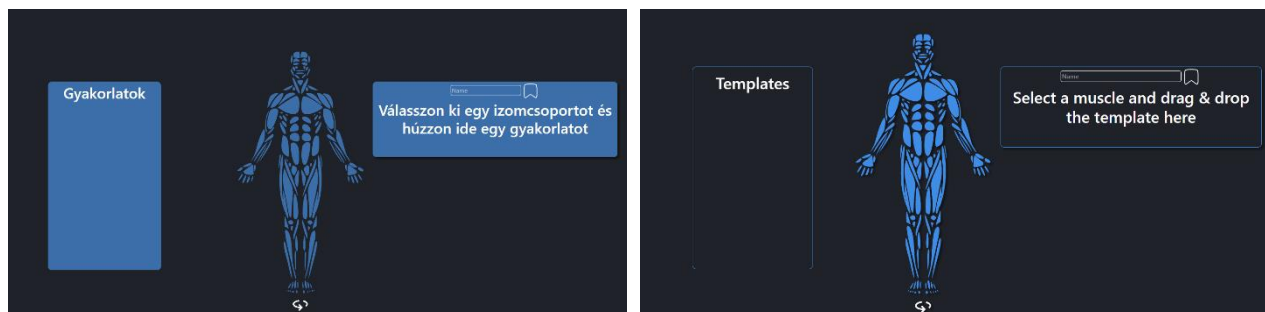 Gyakorlatok
Name
Válasszon ki egy izomcsoportot és
húzzon ide egy gyakorlatot
Templates
Name
Select a muscle and drag & drop
the template here